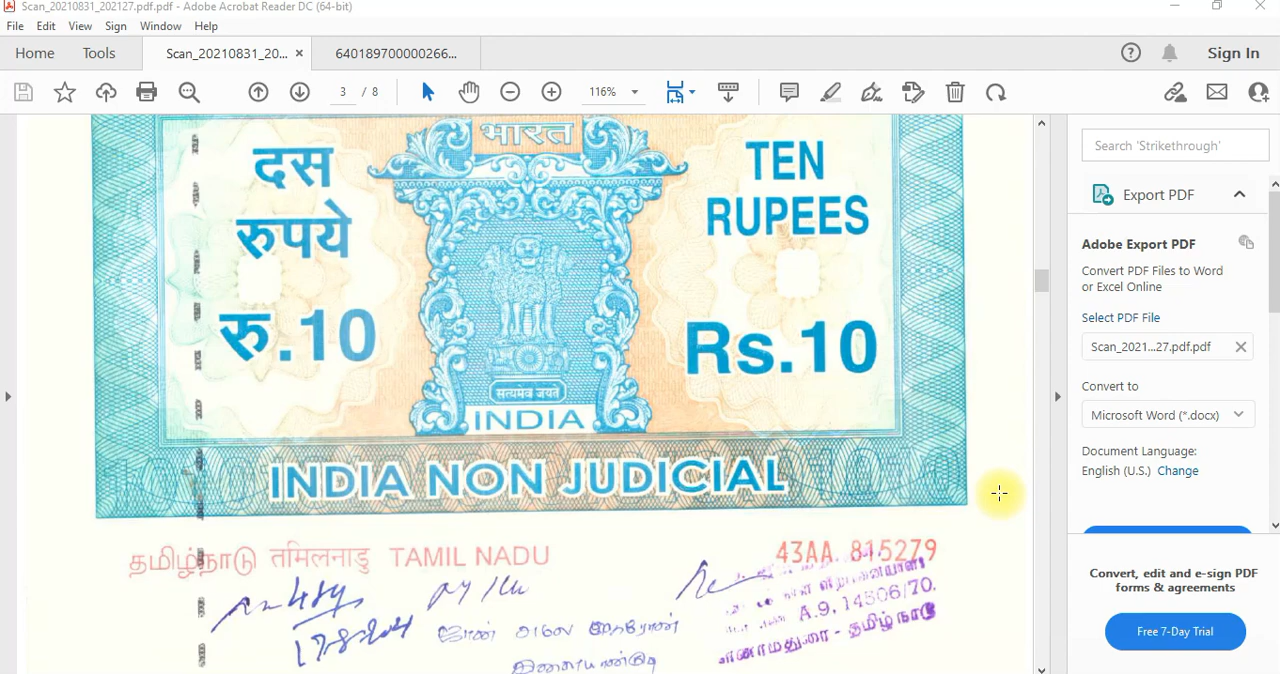 Scan_20210831_202127.pdf.pdf - Adobe Acrobat Reader DC (64-bit)
File Edit View Sign Window Help
Home Tools Scan_20210831_20... × 640189700000266... Sign In
3 / 8 116%
Search 'Strikethrough'
Export PDF
Adobe Export PDF
Convert PDF Files to Word
or Excel Online
Select PDF File
Scan_2021...27.pdf.pdf
Convert to
Microsoft Word (*.docx)
Document Language:
English (U.S.) Change
Convert, edit and e-sign PDF
forms & agreements
Free 7-Day Trial
भारत
दस
रुपये
रु.10
TEN
RUPEES
Rs.10
सत्यमेव जयते
INDIA
INDIA NON JUDICIAL
தமிழ்நாடு तमिलनाडु TAMIL NADU
43AA 815279
A.9. 14506/70.
தமிழ்நாடு